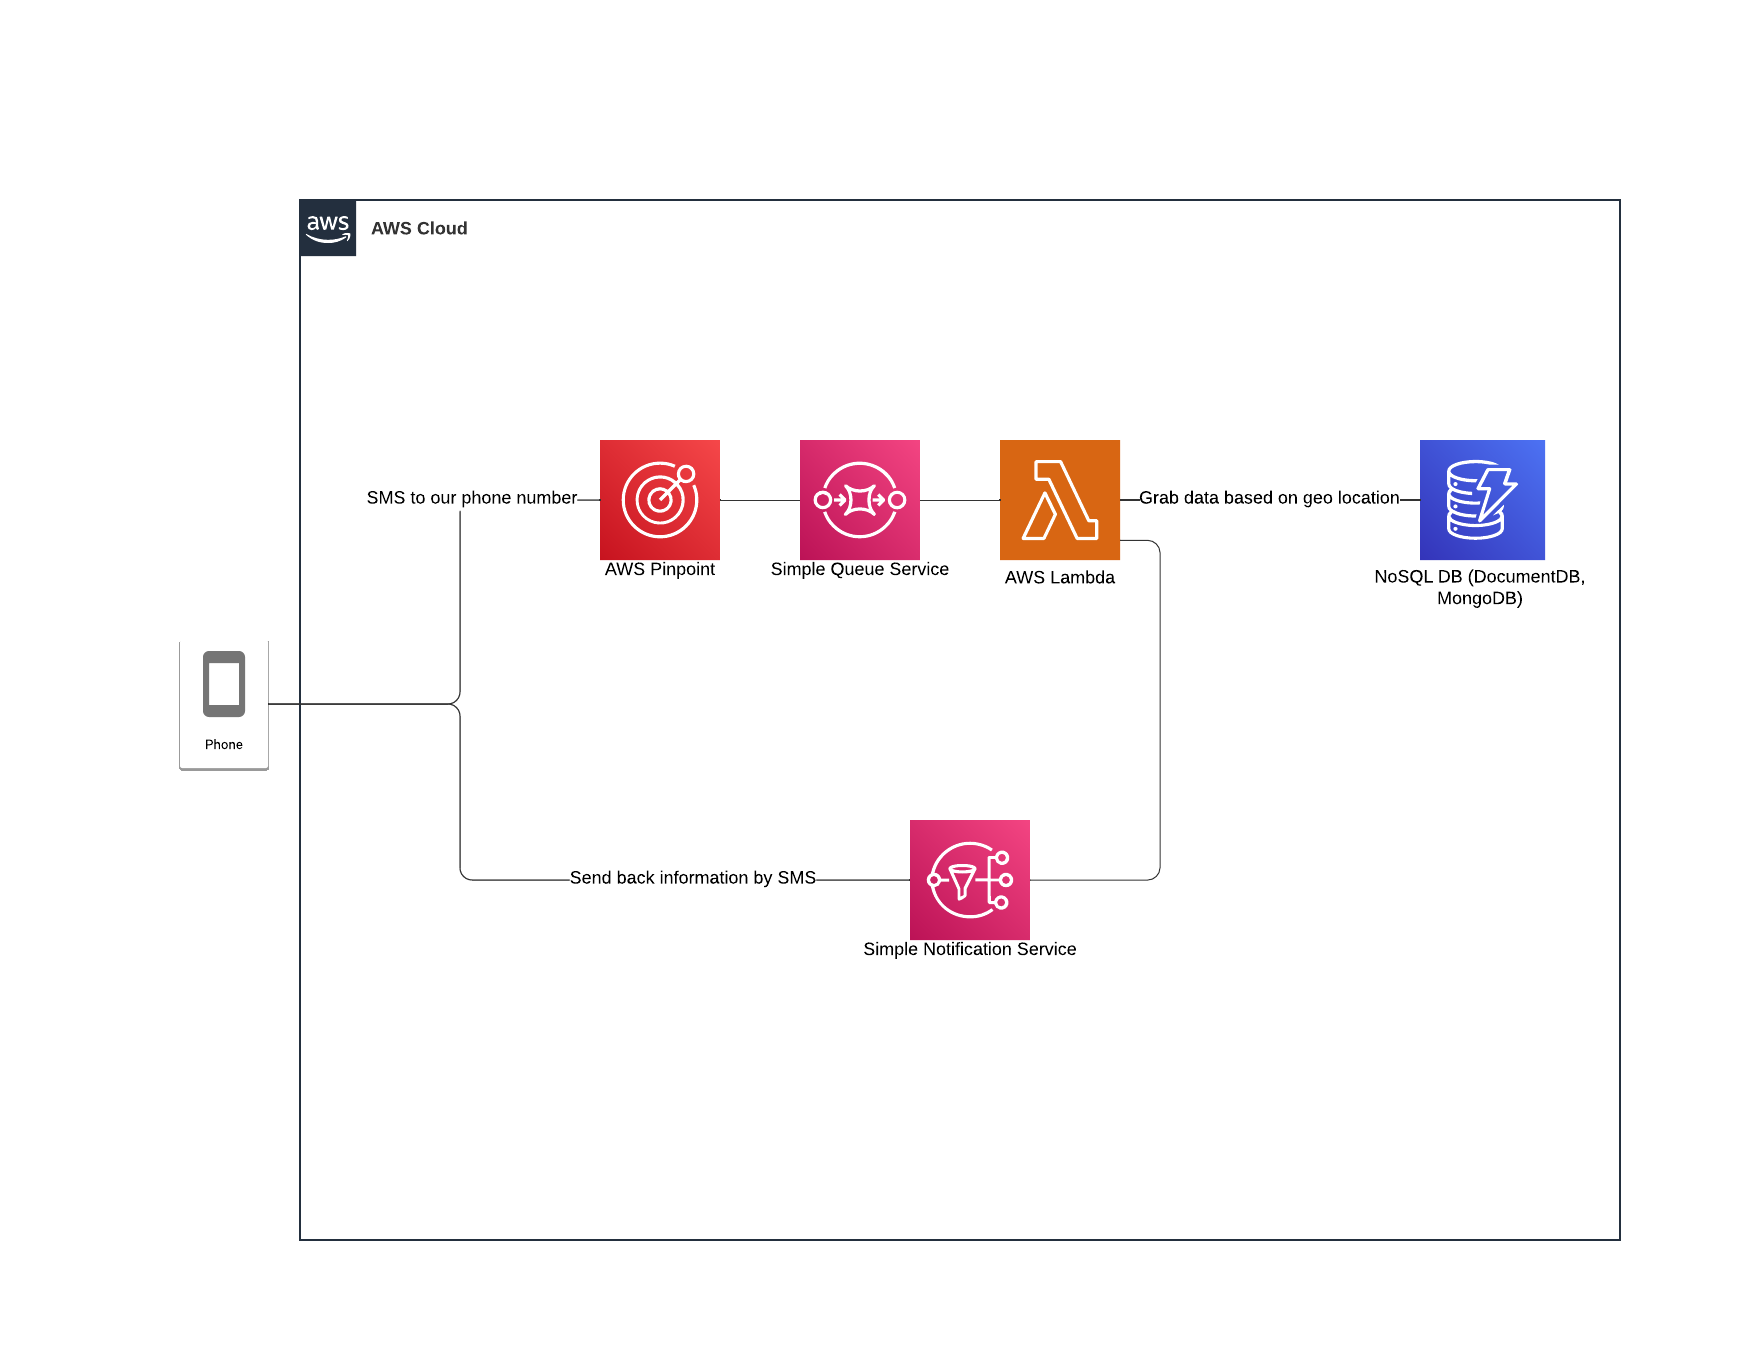 aws
AWS Cloud
SMS to our phone number
Grab data based on geo location
AWS Pinpoint
Simple Queue Service
AWS Lambda
NoSQL DB (DocumentDB,
MongoDB)
Phone
Send back information by SMS
Simple Notification Service